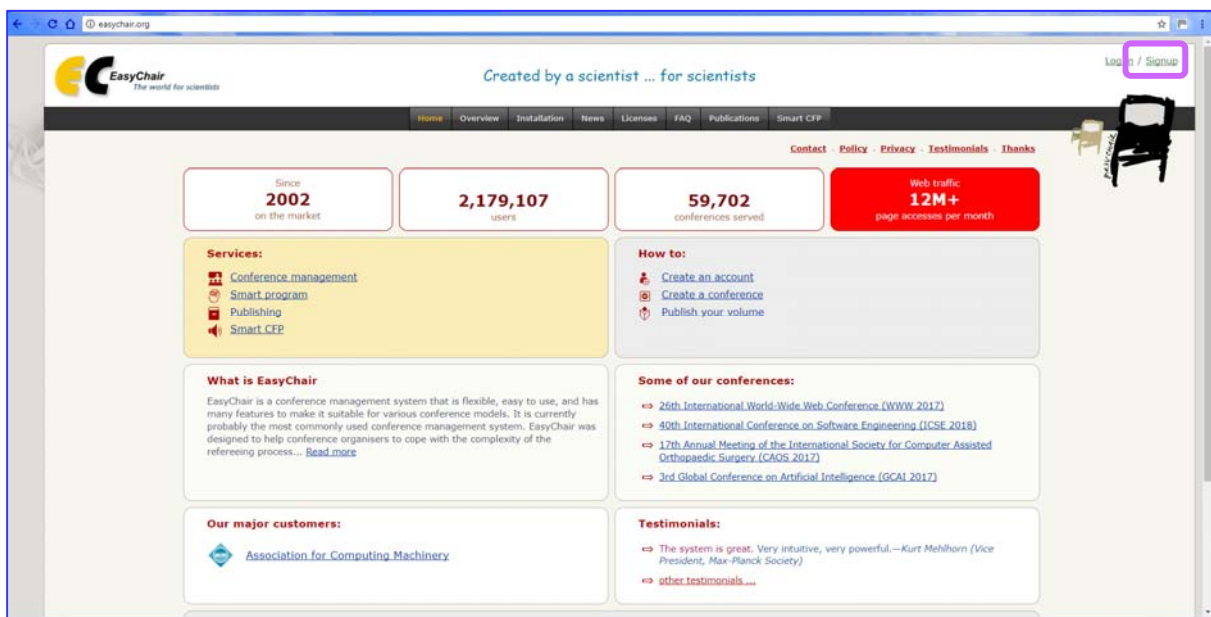 easychair.org
EasyChair
The world for scientists
Created by a scientist ... for scientists
Log in / Signup
Home Overview Installation News Licenses FAQ Publications Smart CFP
Contact - Policy - Privacy - Testimonials - Thanks
Since
2002
on the market
2,179,107
users
59,702
conferences served
Web traffic
12M+
page accesses per month
Services:
Conference management
Smart program
Publishing
Smart CFP
How to:
Create an account
Create a conference
Publish your volume
What is EasyChair
EasyChair is a conference management system that is flexible, easy to use, and has
many features to make it suitable for various conference models. It is currently
probably the most commonly used conference management system. EasyChair was
designed to help conference organisers to cope with the complexity of the
refereeing process... Read more
Some of our conferences:
26th International World-Wide Web Conference (WWW 2017)
40th International Conference on Software Engineering (ICSE 2018)
17th Annual Meeting of the International Society for Computer Assisted
Orthopaedic Surgery (CAOS 2017)
3rd Global Conference on Artificial Intelligence (GCAI 2017)
Our major customers:
Association for Computing Machinery
Testimonials:
The system is great. Very intuitive, very powerful.—Kurt Mehlhorn (Vice
President, Max-Planck Society)
other testimonials ...